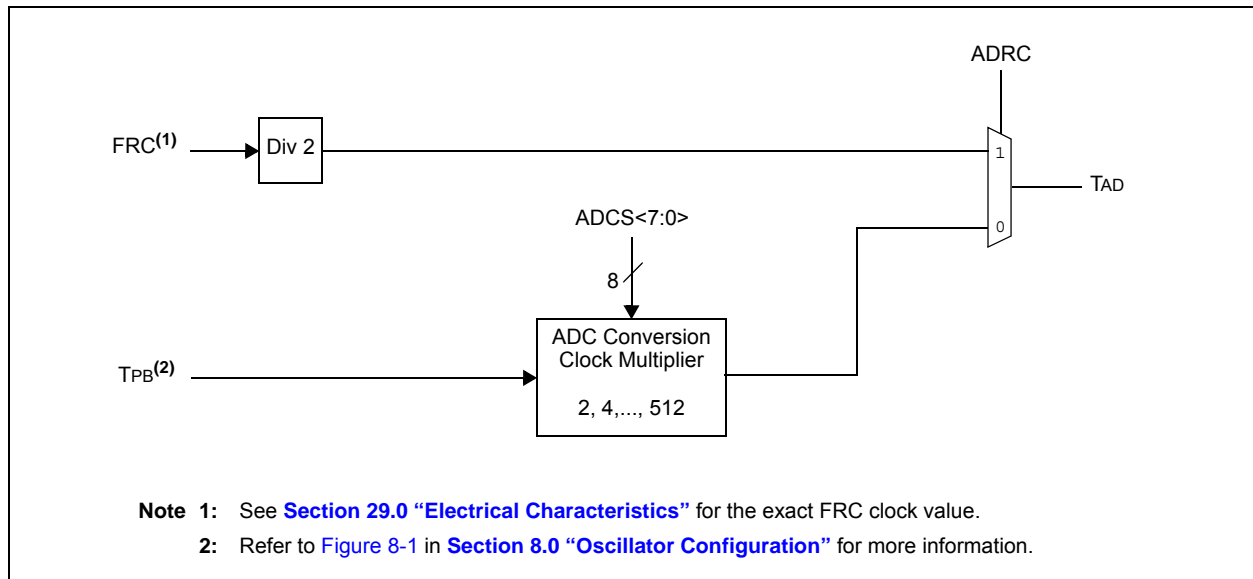 ADRC
FRC(1)
Div 2
1
TAD
ADCS<7:0>
0
8
ADC Conversion
Clock Multiplier
TPB(2)
2, 4,..., 512
Note 1: See Section 29.0 “Electrical Characteristics” for the exact FRC clock value.
2: Refer to Figure 8-1 in Section 8.0 “Oscillator Configuration” for more information.